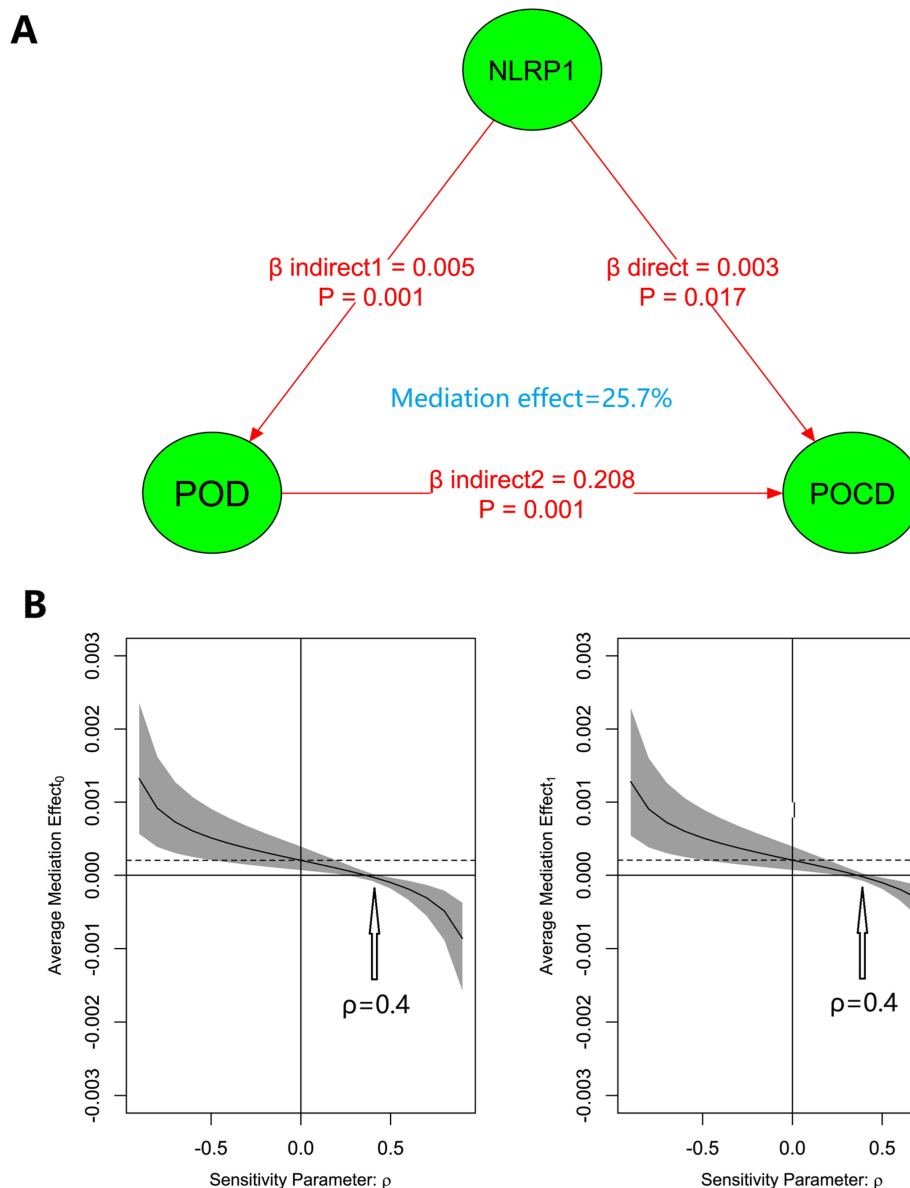 A
NLRP1
β indirect1 = 0.005
P = 0.001
β direct = 0.003
P = 0.017
Mediation effect=25.7%
POD
β indirect2 = 0.208
P = 0.001
POCD
B
Average Mediation Effect₀
0.003
0.002
0.001
0.000
-0.001
-0.002
-0.003
ρ=0.4
-0.5
0.0
0.5
Sensitivity Parameter: ρ
Average Mediation Effect₁
0.003
0.002
0.001
0.000
-0.001
-0.002
-0.003
ρ=0.4
-0.5
0.0
0.5
Sensitivity Parameter: ρ